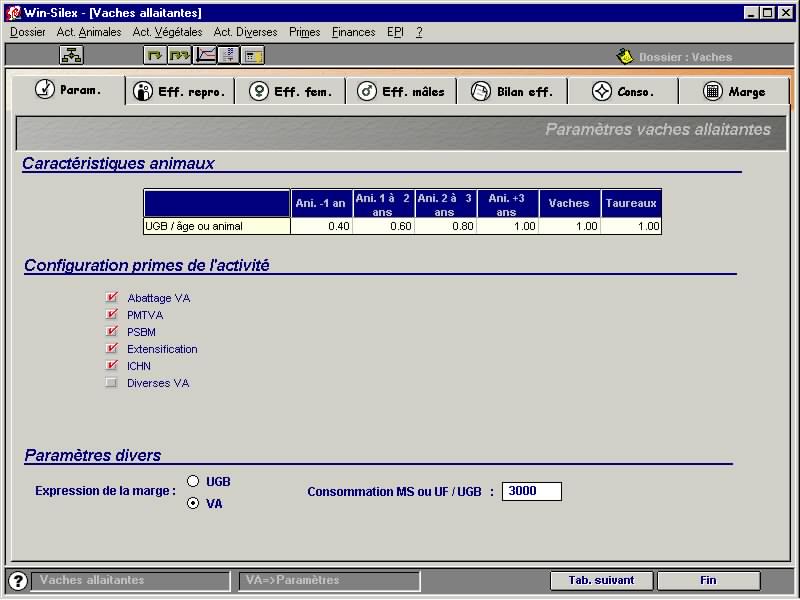 Win-Silex - [Vaches allaitantes]
Dossier Act. Animales Act. Végétales Act. Diverses Primes Finances EPI ?
Dossier : Vaches
Param. Eff. repro. Eff. fem. Eff. mâles Bilan eff. Conso. Marge
Paramètres vaches allaitantes
Caractéristiques animaux
Ani. -1 an Ani. 1 à 2 ans Ani. 2 à 3 ans Ani. +3 ans Vaches Taureaux
UGB / âge ou animal 0.40 0.60 0.80 1.00 1.00 1.00
Configuration primes de l'activité
Abattage VA
PMTVA
PSBM
Extensification
ICHN
Diverses VA
Paramètres divers
Expression de la marge : UGB
VA
Consommation MS ou UF / UGB : 3000
? Vaches allaitantes VA=>Paramètres Tab. suivant Fin